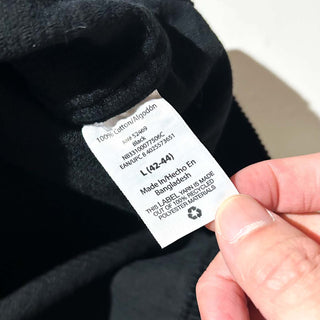 100% Cotton/Algodón
Black
L (42-44)
Made In/Hecho En
Bangladesh
THIS LABEL YARN IS MADE
OUT OF 100% RECYCLED
POLYESTER MATERIALS